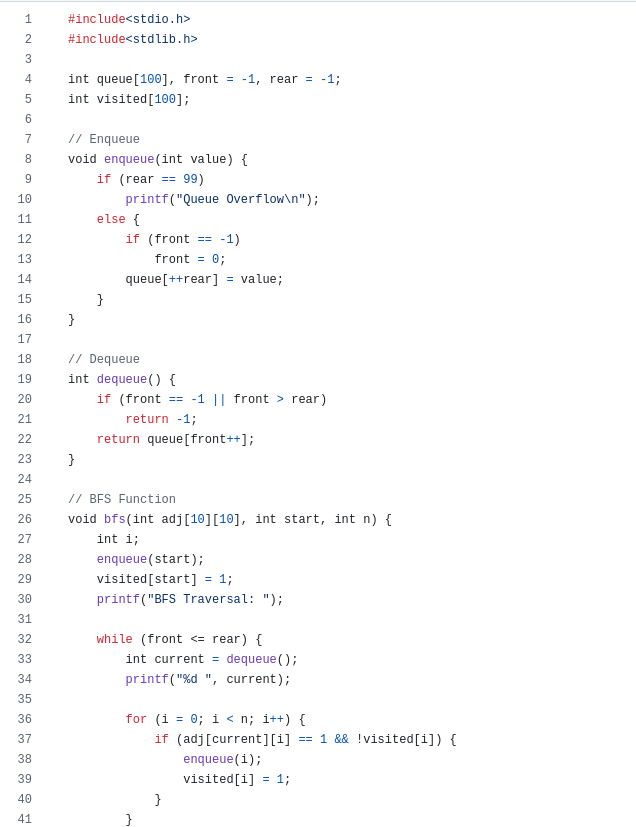 1 #include<stdio.h>
2 #include<stdlib.h>
3
4 int queue[100], front = -1, rear = -1;
5 int visited[100];
6
7 // Enqueue
8 void enqueue(int value) {
9     if (rear == 99)
10         printf("Queue Overflow\n");
11     else {
12         if (front == -1)
13             front = 0;
14         queue[++rear] = value;
15     }
16 }
17
18 // Dequeue
19 int dequeue() {
20     if (front == -1 || front > rear)
21         return -1;
22     return queue[front++];
23 }
24
25 // BFS Function
26 void bfs(int adj[10][10], int start, int n) {
27     int i;
28     enqueue(start);
29     visited[start] = 1;
30     printf("BFS Traversal: ");
31
32     while (front <= rear) {
33         int current = dequeue();
34         printf("%d ", current);
35
36         for (i = 0; i < n; i++) {
37             if (adj[current][i] == 1 && !visited[i]) {
38                 enqueue(i);
39                 visited[i] = 1;
40             }
41         }